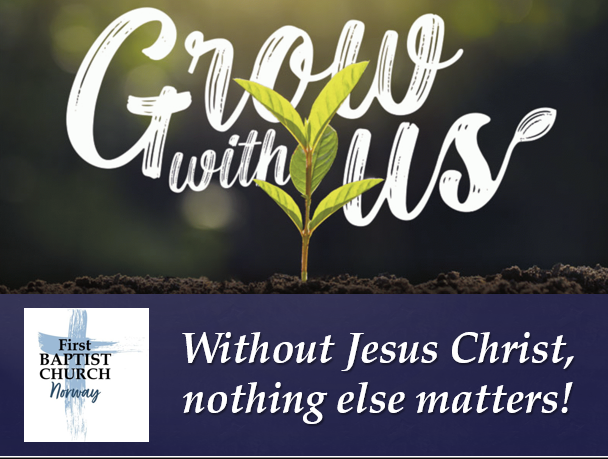 Grow
with us
First
BAPTIST
CHURCH
Norway
Without Jesus Christ,
nothing else matters!